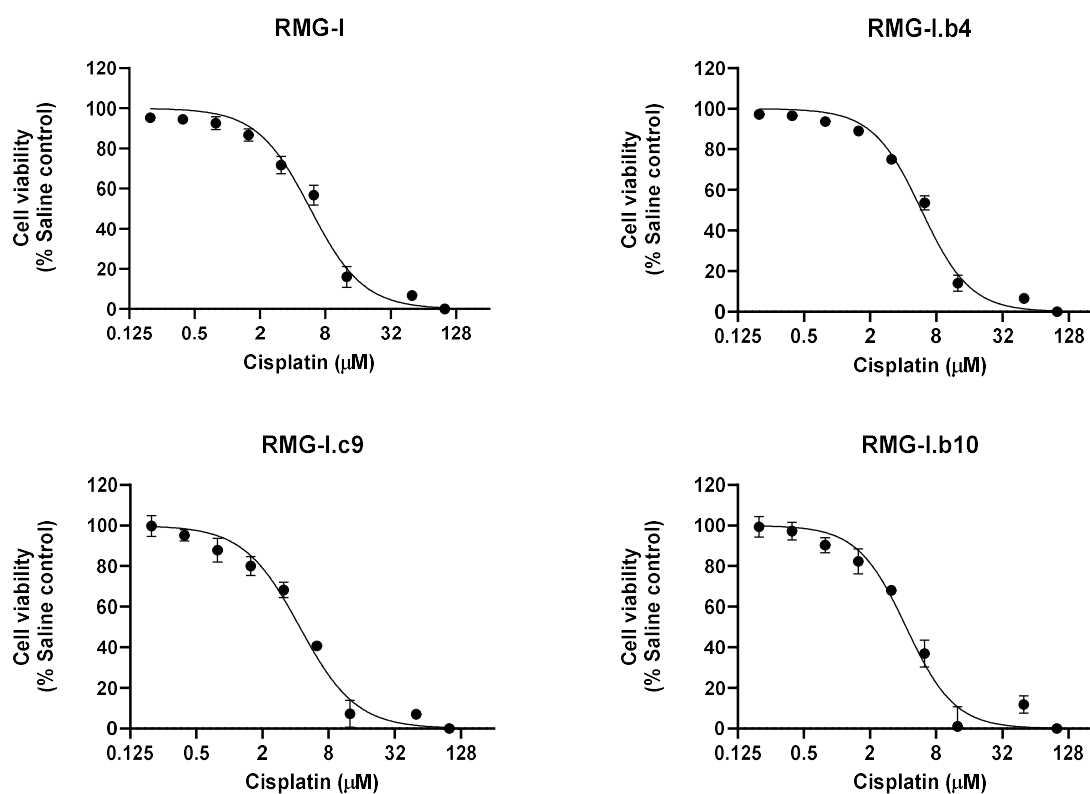 RMG-I
Cell viability
(% Saline control)
120
100
80
60
40
20
0
0.125 0.5 2 8 32 128
Cisplatin (μM)
RMG-I.b4
Cell viability
(% Saline control)
120
100
80
60
40
20
0
0.125 0.5 2 8 32 128
Cisplatin (μM)
RMG-I.c9
Cell viability
(% Saline control)
120
100
80
60
40
20
0
0.125 0.5 2 8 32 128
Cisplatin (μM)
RMG-I.b10
Cell viability
(% Saline control)
120
100
80
60
40
20
0
0.125 0.5 2 8 32 128
Cisplatin (μM)